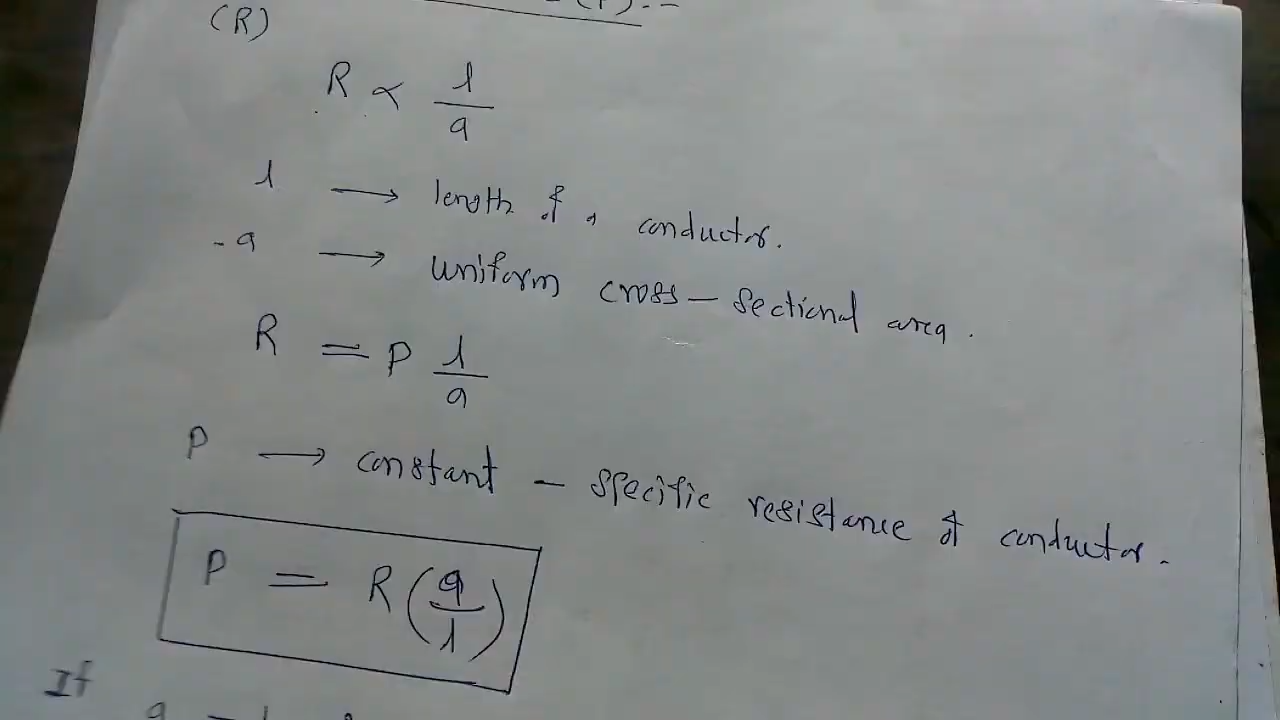 (R)
R ∝ l/a
l → length of a conductor.
- a → uniform cross-sectional area.
R = P l/a
P → constant - specific resistance of conductor.
P = R(a/l)
If